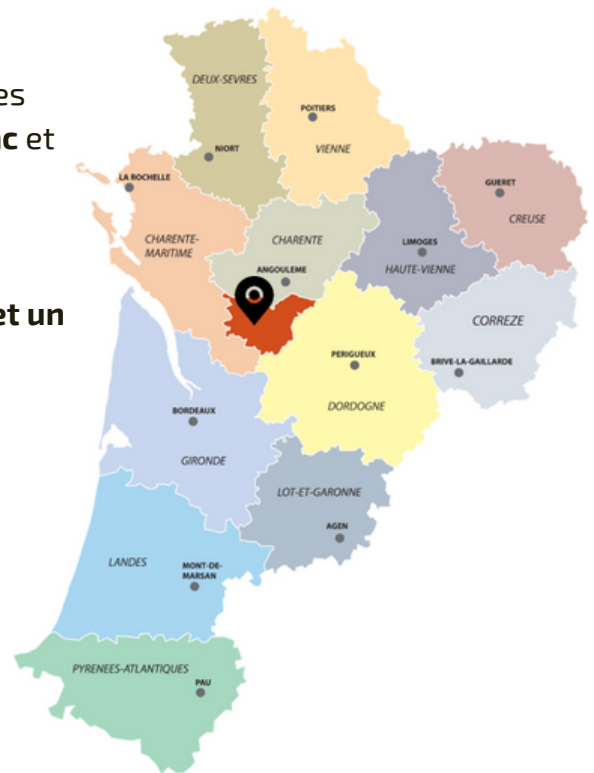 es
ac et
et un
DEUX-SEVRES
POITIERS
NIORT
VIENNE
LA ROCHELLE
GUERET
CREUSE
CHARENTE-
MARITIME
CHARENTE
LIMOGES
HAUTE-VIENNE
ANGOULEME
CORREZE
PERIGUEUX
BRIVE-LA-GAILLARDE
DORDOGNE
BORDEAUX
GIRONDE
LOT-ET-GARONNE
AGEN
LANDES
MONT-DE-
MARSAN
PYRENEES-ATLANTIQUES
PAU